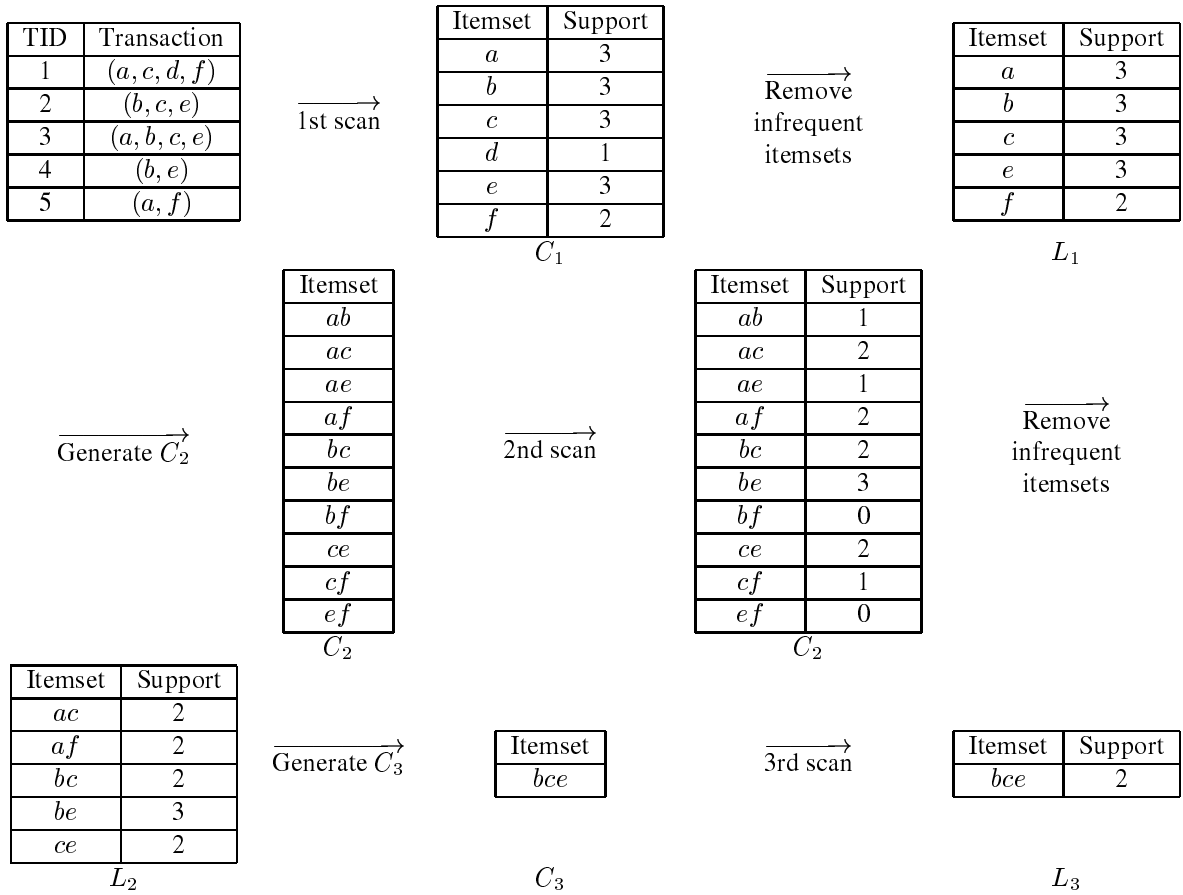 TID Transaction
1 (a, c, d, f)
2 (b, c, e)
3 (a, b, c, e)
4 (b, e)
5 (a, f)
1st scan
Itemset Support
a 3
b 3
c 3
d 1
e 3
f 2
C1
Remove
infrequent
itemsets
Itemset Support
a 3
b 3
c 3
e 3
f 2
L1
Generate C2
Itemset
ab
ac
ae
af
bc
be
bf
ce
cf
ef
C2
2nd scan
Itemset Support
ab 1
ac 2
ae 1
af 2
bc 2
be 3
bf 0
ce 2
cf 1
ef 0
C2
Remove
infrequent
itemsets
Itemset Support
ac 2
af 2
bc 2
be 3
ce 2
L2
Generate C3
Itemset
bce
C3
3rd scan
Itemset Support
bce 2
L3